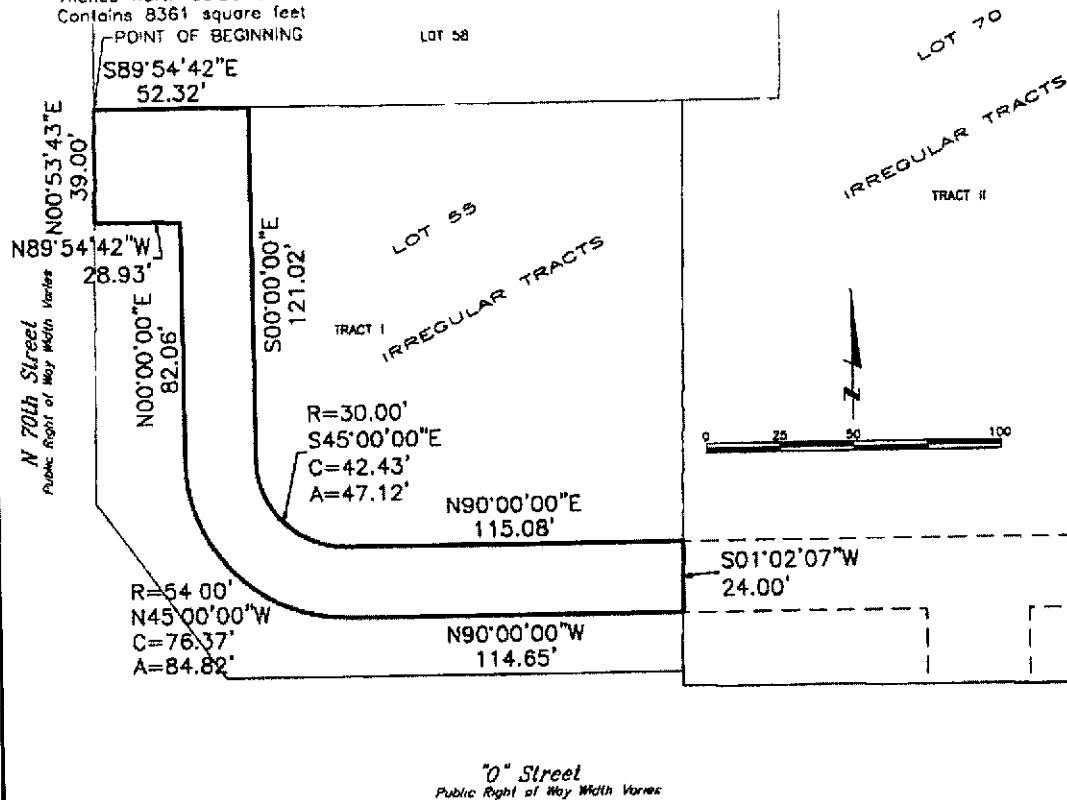 Contains 8361 square feet
POINT OF BEGINNING
LOT 58
LOT 70
S89°54'42"E
52.32'
N00°53'43"E
39.00'
IRREGULAR TRACTS
TRACT II
LOT 55
IRREGULAR TRACTS
TRACT I
N89°54'42"W
28.93'
S00°00'00"E
121.02'
N00°00'00"E
82.06'
N 70th Street
Public Right of Way Width Varies
R=30.00'
S45°00'00"E
C=42.43'
A=47.12'
N
0 25 50 100
N90°00'00"E
115.08'
S01°02'07"W
24.00'
R=54.00'
N45°00'00"W
C=76.37'
A=84.82'
N90°00'00"W
114.65'
"O" Street
Public Right of Way Width Varies